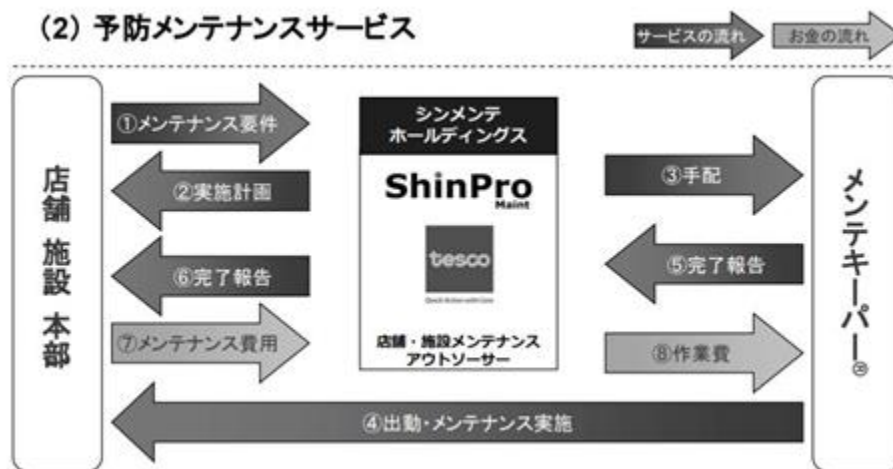 (2) 予防メンテナンスサービス
サービスの流れ
お金の流れ
店舗 施設 本部
①メンテナンス要件
②実施計画
⑥完了報告
⑦メンテナンス費用
シンメンテ
ホールディングス
ShinPro
Maint
tesco
Quick Action with Care
店舗・施設メンテナンス
アウトソーサー
③手配
⑤完了報告
⑧作業費
④出動・メンテナンス実施
メンテキーパー®